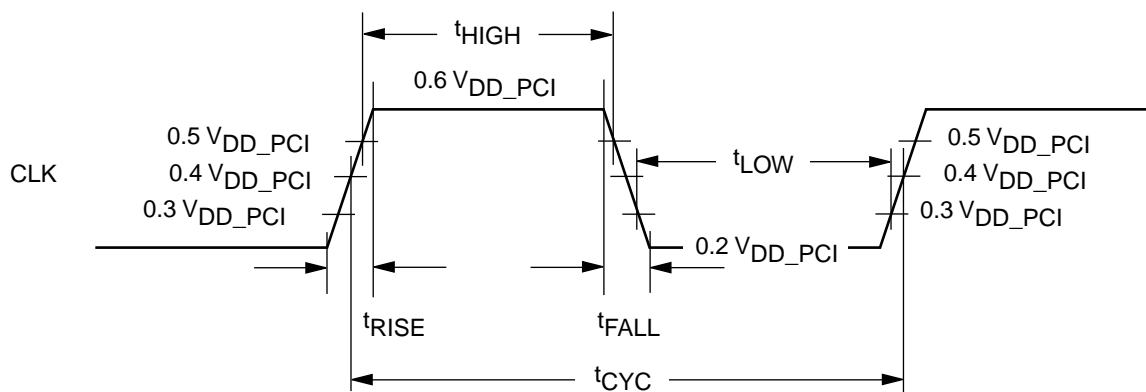 tHIGH
0.6 VDD_PCI
0.5 VDD_PCI
0.5 VDD_PCI
tLOW
CLK
0.4 VDD_PCI
0.4 VDD_PCI
0.3 VDD_PCI
0.3 VDD_PCI
0.2 VDD_PCI
tRISE
tFALL
tCYC